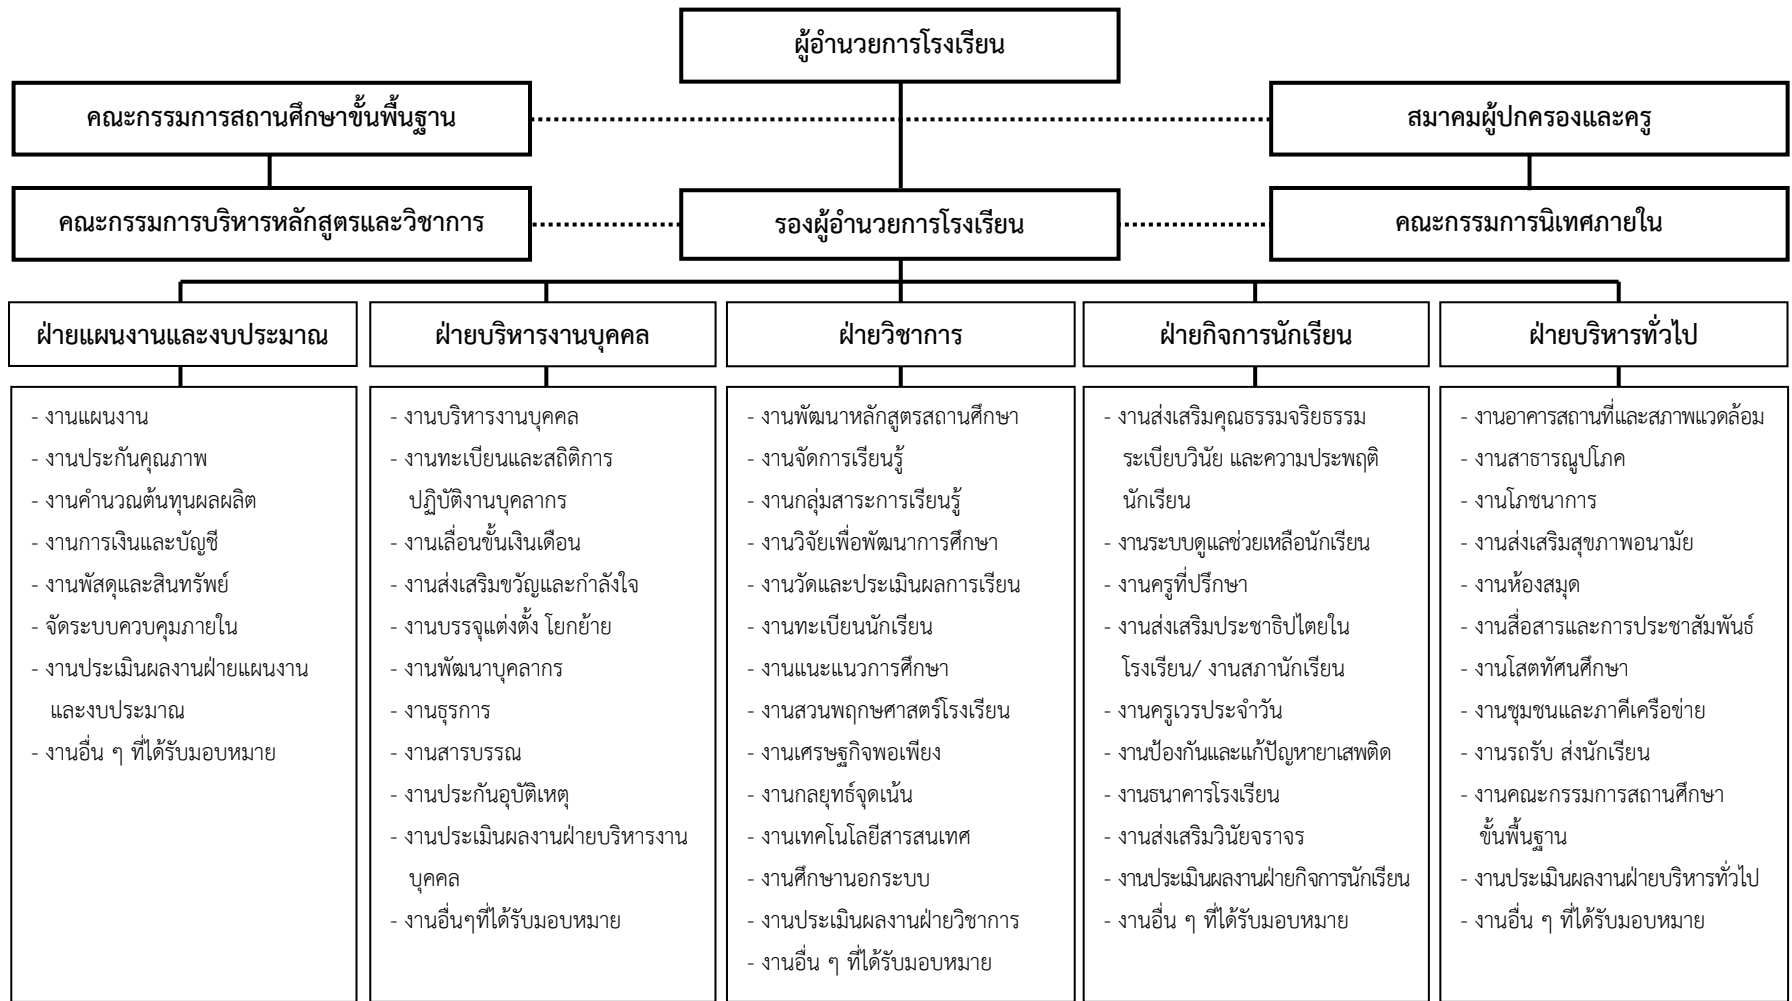 ผู้อำนวยการโรงเรียน
คณะกรรมการสถานศึกษาขั้นพื้นฐาน
สมาคมผู้ปกครองและครู
คณะกรรมการบริหารหลักสูตรและวิชาการ
รองผู้อำนวยการโรงเรียน
คณะกรรมการนิเทศภายใน
ฝ่ายแผนงานและงบประมาณ
- งานแผนงาน
- งานประกันคุณภาพ
- งานคำนวณต้นทุนผลผลิต
- งานการเงินและบัญชี
- งานพัสดุและสินทรัพย์
- จัดระบบควบคุมภายใน
- งานประเมินผลงานฝ่ายแผนงาน
และงบประมาณ
- งานอื่น ๆ ที่ได้รับมอบหมาย
ฝ่ายบริหารงานบุคคล
- งานบริหารงานบุคคล
- งานทะเบียนและสถิติการ
ปฏิบัติงานบุคลากร
- งานเลื่อนขั้นเงินเดือน
- งานส่งเสริมขวัญและกำลังใจ
- งานบรรจุแต่งตั้ง โยกย้าย
- งานพัฒนาบุคลากร
- งานธุรการ
- งานสารบรรณ
- งานประกันอุบัติเหตุ
- งานประเมินผลงานฝ่ายบริหารงาน
บุคคล
- งานอื่นๆที่ได้รับมอบหมาย
ฝ่ายวิชาการ
- งานพัฒนาหลักสูตรสถานศึกษา
- งานจัดการเรียนรู้
- งานกลุ่มสาระการเรียนรู้
- งานวิจัยเพื่อพัฒนาการศึกษา
- งานวัดและประเมินผลการเรียน
- งานทะเบียนนักเรียน
- งานแนะแนวการศึกษา
- งานสวนพฤกษศาสตร์โรงเรียน
- งานเศรษฐกิจพอเพียง
- งานกลยุทธ์จุดเน้น
- งานเทคโนโลยีสารสนเทศ
- งานศึกษานอกระบบ
- งานประเมินผลงานฝ่ายวิชาการ
- งานอื่น ๆ ที่ได้รับมอบหมาย
ฝ่ายกิจการนักเรียน
- งานส่งเสริมคุณธรรมจริยธรรม
ระเบียบวินัย และความประพฤติ
นักเรียน
- งานระบบดูแลช่วยเหลือนักเรียน
- งานครูที่ปรึกษา
- งานส่งเสริมประชาธิปไตยใน
โรงเรียน/ งานสภานักเรียน
- งานครูเวรประจำวัน
- งานป้องกันและแก้ปัญหายาเสพติด
- งานธนาคารโรงเรียน
- งานส่งเสริมวินัยจราจร
- งานประเมินผลงานฝ่ายกิจการนักเรียน
- งานอื่น ๆ ที่ได้รับมอบหมาย
ฝ่ายบริหารทั่วไป
- งานอาคารสถานที่และสภาพแวดล้อม
- งานสาธารณูปโภค
- งานโภชนาการ
- งานส่งเสริมสุขภาพอนามัย
- งานห้องสมุด
- งานสื่อสารและการประชาสัมพันธ์
- งานโสตทัศนศึกษา
- งานชุมชนและภาคีเครือข่าย
- งานรถรับ ส่งนักเรียน
- งานคณะกรรมการสถานศึกษา
ขั้นพื้นฐาน
- งานประเมินผลงานฝ่ายบริหารทั่วไป
- งานอื่น ๆ ที่ได้รับมอบหมาย